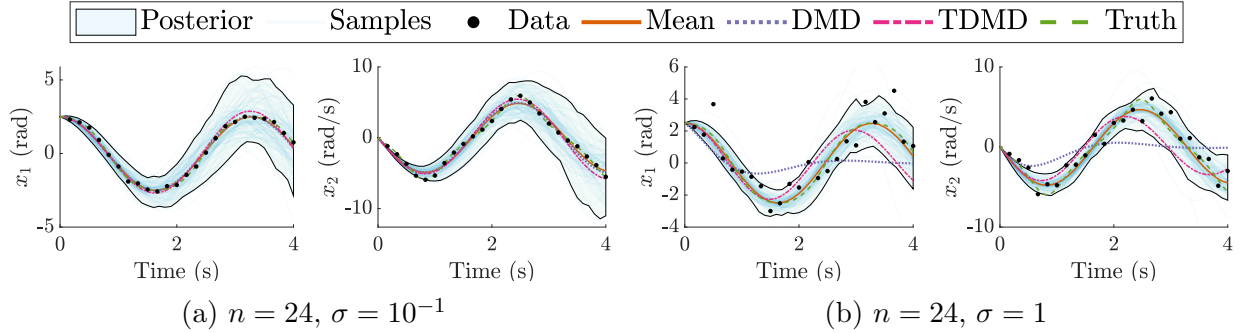 Posterior Samples Data Mean DMD TDMD Truth
x₁ (rad)
5
0
-5
0 2 4
Time (s)
x₂ (rad/s)
10
0
-10
0 2 4
Time (s)
x₁ (rad)
6
4
2
0
-2
-4
0 2 4
Time (s)
x₂ (rad/s)
10
0
-10
0 2 4
Time (s)
(a) n = 24, σ = 10⁻¹
(b) n = 24, σ = 1